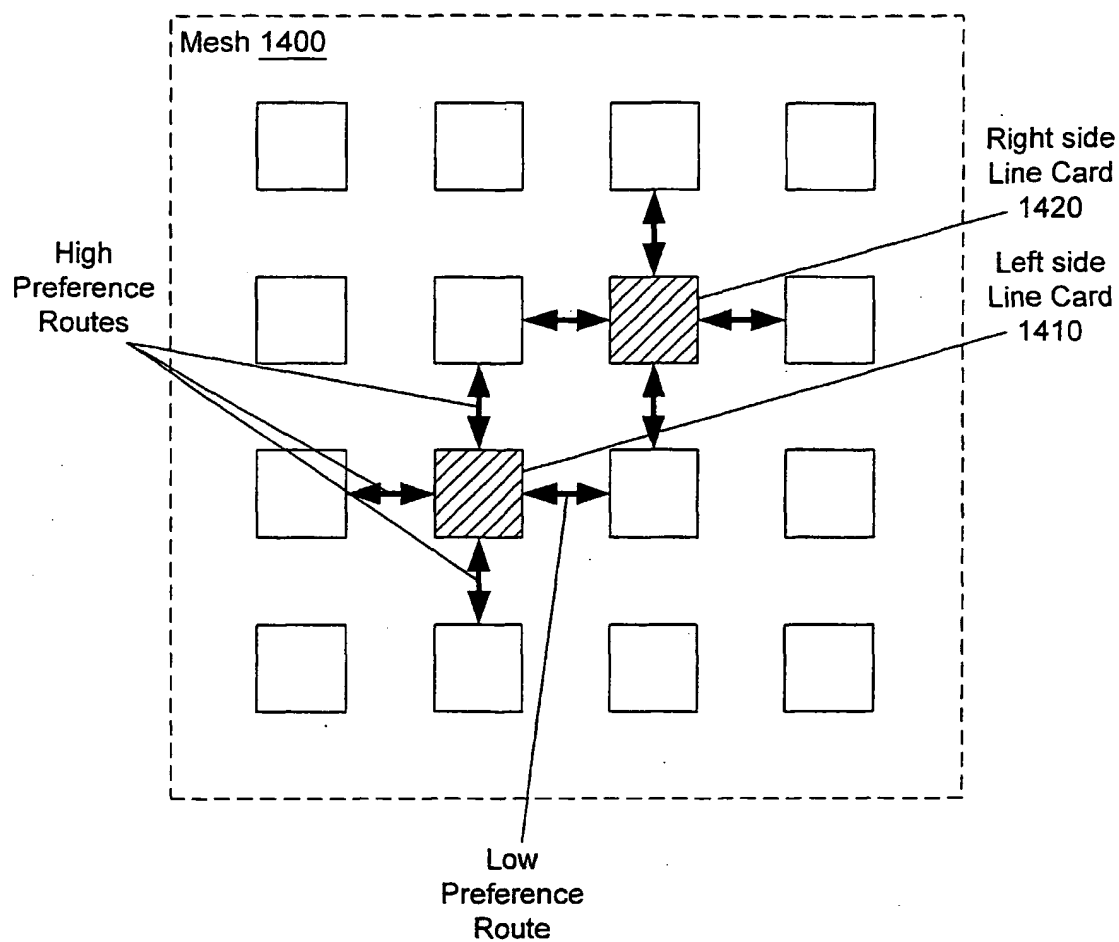 Mesh 1400
Right side
Line Card
1420
High
Preference
Routes
Left side
Line Card
1410
Low
Preference
Route